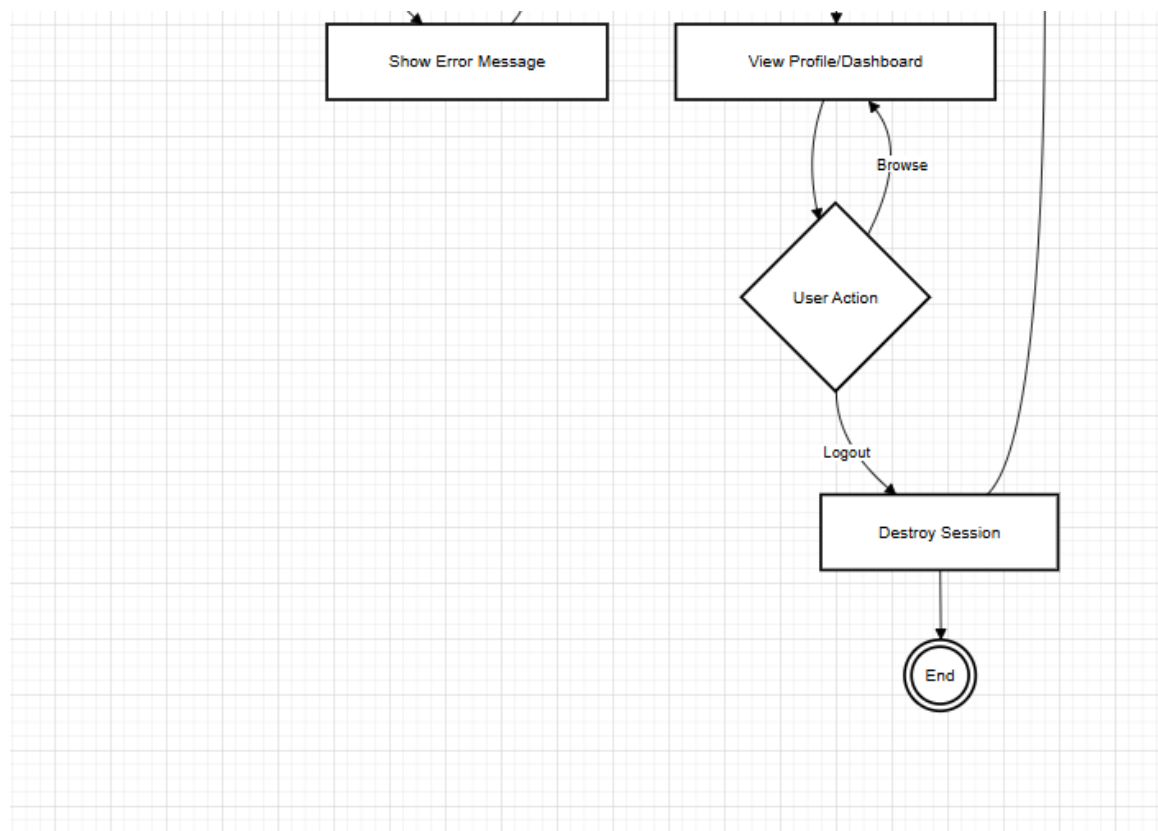 Show Error Message
View Profile/Dashboard
Browse
User Action
Logout
Destroy Session
End